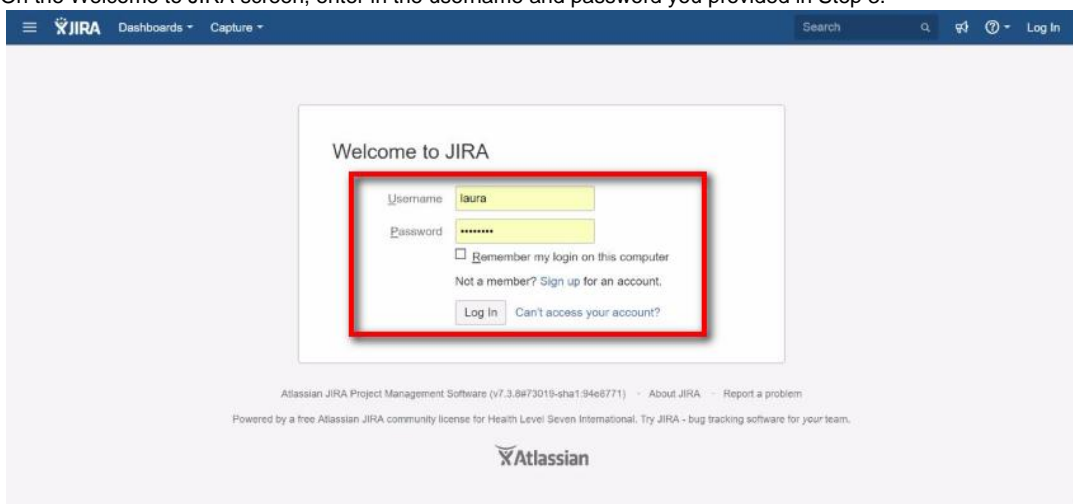 On the Welcome to JIRA screen, enter in the username and password you provided in Step 3.
JIRA Dashboards Capture Search Log In
Welcome to JIRA
Username laura
Password ••••••••
Remember my login on this computer
Not a member? Sign up for an account.
Log In Can't access your account?
Atlassian JIRA Project Management Software (v7.3.8#73019-sha1:94e8771) · About JIRA · Report a problem
Powered by a free Atlassian JIRA community license for Health Level Seven International. Try JIRA - bug tracking software for your team.
Atlassian